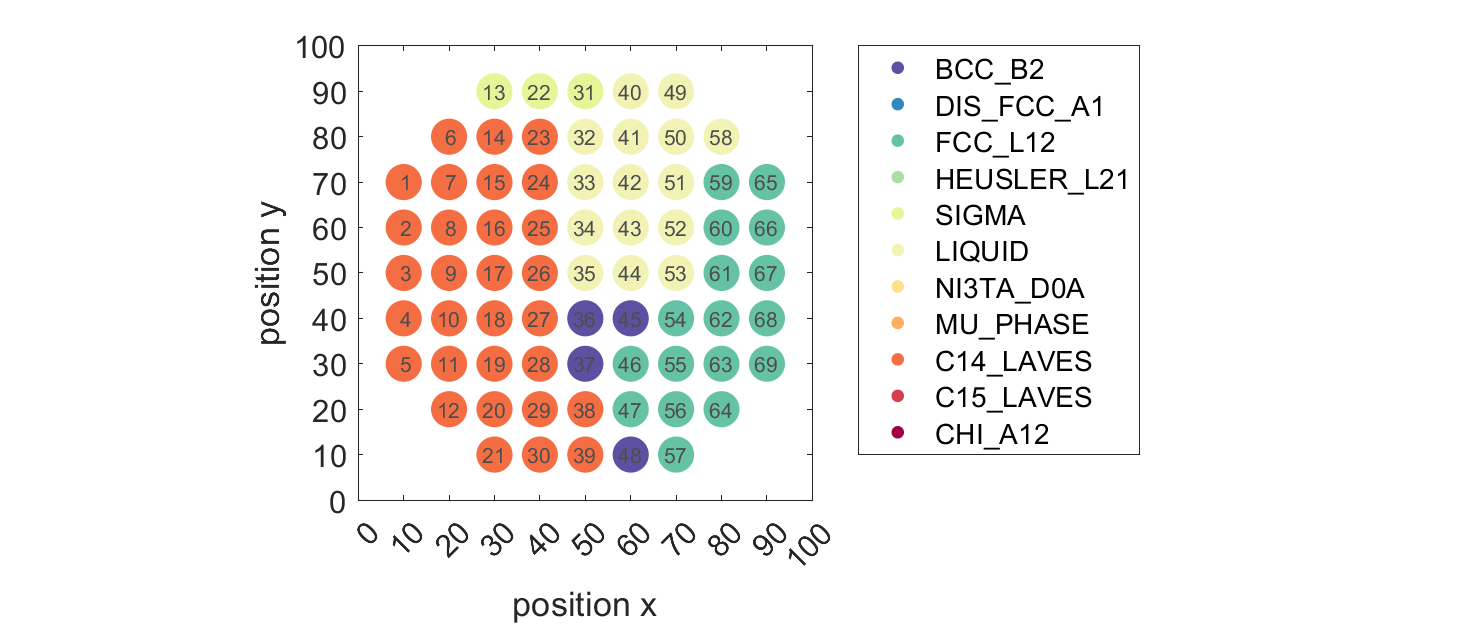 100
BCC_B2
90 13 22 31 40 49
DIS_FCC_A1
80 6 14 23 32 41 50 58
FCC_L12
70 1 7 15 24 33 42 51 59 65
HEUSLER_L21
60 2 8 16 25 34 43 52 60 66
SIGMA
LIQUID
50 3 9 17 26 35 44 53 61 67
NI3TA_D0A
40 4 10 18 27 36 45 54 62 68
MU_PHASE
30 5 11 19 28 37 46 55 63 69
C14_LAVES
20 12 20 29 38 47 56 64
C15_LAVES
10 21 30 39 48 57
CHI_A12
0
position y
0 10 20 30 40 50 60 70 80 90 100
position x